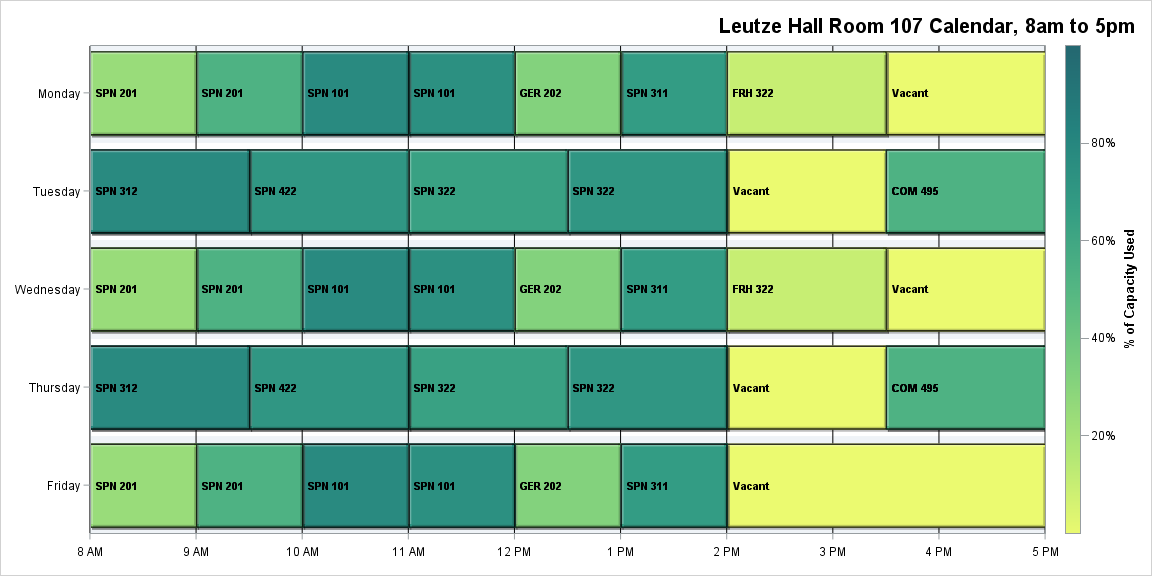 Leutze Hall Room 107 Calendar, 8am to 5pm
Monday
SPN 201
SPN 201
SPN 101
SPN 101
GER 202
SPN 311
FRH 322
Vacant
Tuesday
SPN 312
SPN 422
SPN 322
SPN 322
Vacant
COM 495
Wednesday
SPN 201
SPN 201
SPN 101
SPN 101
GER 202
SPN 311
FRH 322
Vacant
Thursday
SPN 312
SPN 422
SPN 322
SPN 322
Vacant
COM 495
Friday
SPN 201
SPN 201
SPN 101
SPN 101
GER 202
SPN 311
Vacant
8 AM
9 AM
10 AM
11 AM
12 PM
1 PM
2 PM
3 PM
4 PM
5 PM
80%
60%
40%
20%
% of Capacity Used